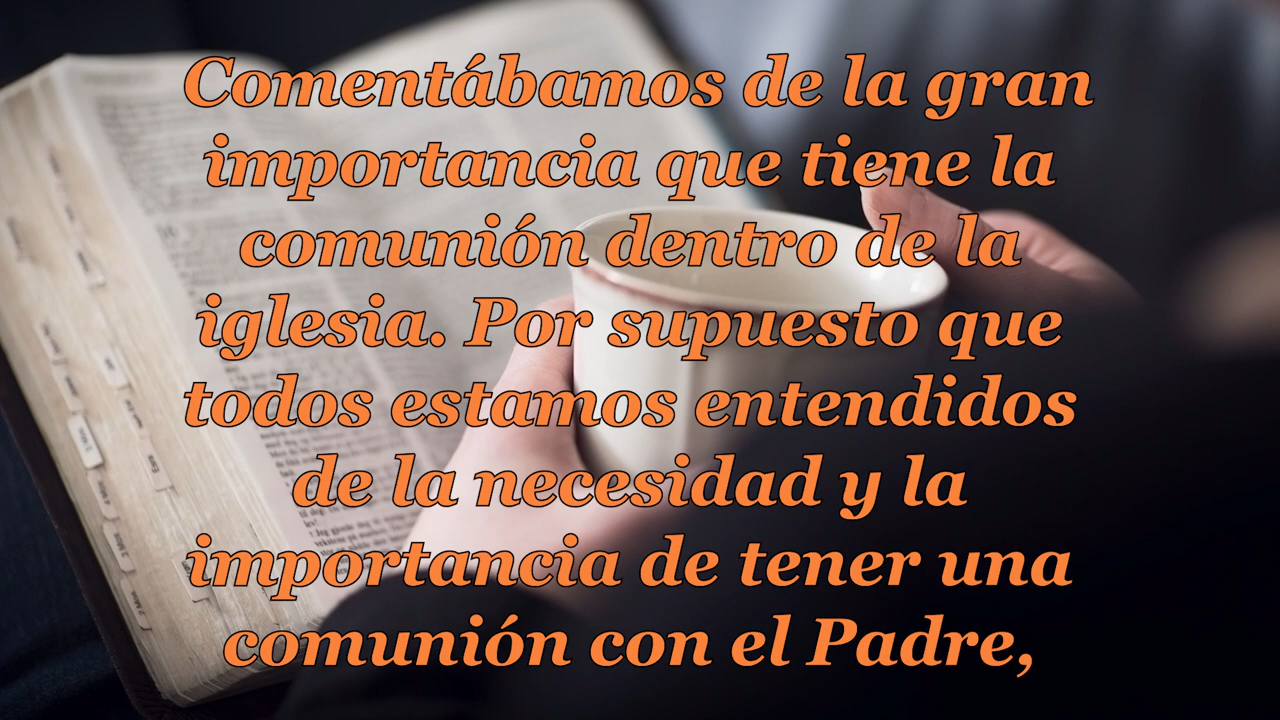 Comentábamos de la gran
importancia que tiene la
comunión dentro de la
iglesia. Por supuesto que
todos estamos entendidos
de la necesidad y la
importancia de tener una
comunión con el Padre,